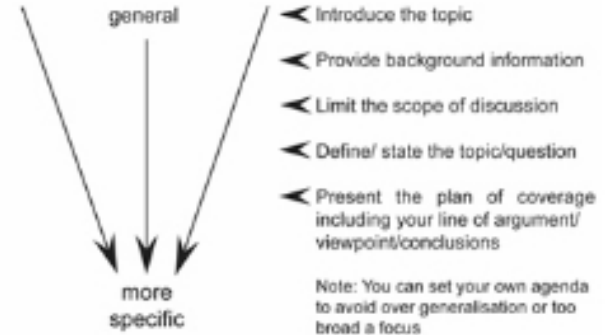 general
Introduce the topic
Provide background information
Limit the scope of discussion
Define/ state the topic/question
Present the plan of coverage
including your line of argument/
viewpoint/conclusions
more
specific
Note: You can set your own agenda
to avoid over generalisation or too
broad a focus